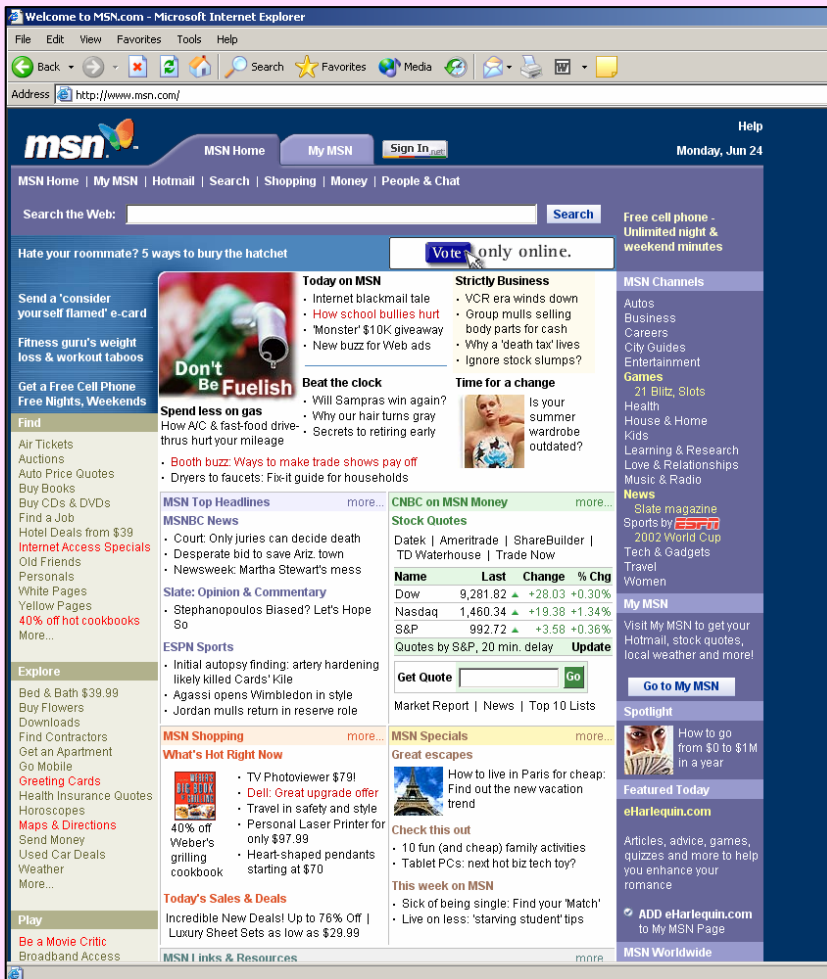 Welcome to MSN.com - Microsoft Internet Explorer
File Edit View Favorites Tools Help
Back Search Favorites Media
Address http://www.msn.com/
msn
MSN Home My MSN Sign In .net
Help
Monday, Jun 24
MSN Home | My MSN | Hotmail | Search | Shopping | Money | People & Chat
Search the Web: Search
Free cell phone -
Unlimited night &
weekend minutes
Hate your roommate? 5 ways to bury the hatchet
Vote only online.
Send a 'consider
yourself flamed' e-card
Fitness guru's weight
loss & workout taboos
Get a Free Cell Phone
Free Nights, Weekends
Find
Air Tickets
Auctions
Auto Price Quotes
Buy Books
Buy CDs & DVDs
Find a Job
Hotel Deals from $39
Internet Access Specials
Old Friends
Personals
White Pages
Yellow Pages
40% off hot cookbooks
More...
Explore
Bed & Bath $39.99
Buy Flowers
Downloads
Find Contractors
Get an Apartment
Go Mobile
Greeting Cards
Health Insurance Quotes
Horoscopes
Maps & Directions
Send Money
Used Car Deals
Weather
More...
Play
Be a Movie Critic
Broadband Access
Don't
Be Fuelish
Spend less on gas
How A/C & fast-food drive-
thrus hurt your mileage
Today on MSN
· Internet blackmail tale
· How school bullies hurt
· 'Monster' $10K giveaway
· New buzz for Web ads
Strictly Business
· VCR era winds down
· Group mulls selling
body parts for cash
· Why a 'death tax' lives
· Ignore stock slumps?
Beat the clock
· Will Sampras win again?
· Why our hair turns gray
· Secrets to retiring early
Time for a change
Is your
summer
wardrobe
outdated?
· Booth buzz: Ways to make trade shows pay off
· Dryers to faucets: Fix-it guide for households
MSN Top Headlines more...
MSNBC News
· Court: Only juries can decide death
· Desperate bid to save Ariz. town
· Newsweek: Martha Stewart's mess
Slate: Opinion & Commentary
· Stephanopoulos Biased? Let's Hope
So
ESPN Sports
· Initial autopsy finding: artery hardening
likely killed Cards' Kile
· Agassi opens Wimbledon in style
· Jordan mulls return in reserve role
CNBC on MSN Money more...
Stock Quotes
Datek | Ameritrade | ShareBuilder |
TD Waterhouse | Trade Now
Name Last Change % Chg
Dow 9,281.82 +28.03 +0.30%
Nasdaq 1,460.34 +19.38 +1.34%
S&P 992.72 +3.58 +0.36%
Quotes by S&P, 20 min. delay Update
Get Quote Go
Market Report | News | Top 10 Lists
MSN Shopping more...
What's Hot Right Now
WEBER'S
BIG BOOK
of GRILLING
40% off
Weber's
grilling
cookbook
· TV Photoviewer $79!
· Dell: Great upgrade offer
· Travel in safety and style
· Personal Laser Printer for
only $97.99
· Heart-shaped pendants
starting at $70
Today's Sales & Deals
Incredible New Deals! Up to 76% Off |
Luxury Sheet Sets as low as $29.99
MSN Specials more...
Great escapes
How to live in Paris for cheap:
Find out the new vacation
trend
Check this out
· 10 fun (and cheap) family activities
· Tablet PCs: next hot biz tech toy?
This week on MSN
· Sick of being single: Find your 'Match'
· Live on less: 'starving student' tips
MSN Links & Resources more...
MSN Channels
Autos
Business
Careers
City Guides
Entertainment
Games
21 Blitz, Slots
Health
House & Home
Kids
Learning & Research
Love & Relationships
Music & Radio
News
Slate magazine
Sports by ESPN
2002 World Cup
Tech & Gadgets
Travel
Women
My MSN
Visit My MSN to get your
Hotmail, stock quotes,
local weather and more!
Go to My MSN
Spotlight
How to go
from $0 to $1M
in a year
Featured Today
eHarlequin.com
Articles, advice, games,
quizzes and more to help
you enhance your
romance
ADD eHarlequin.com
to My MSN Page
MSN Worldwide